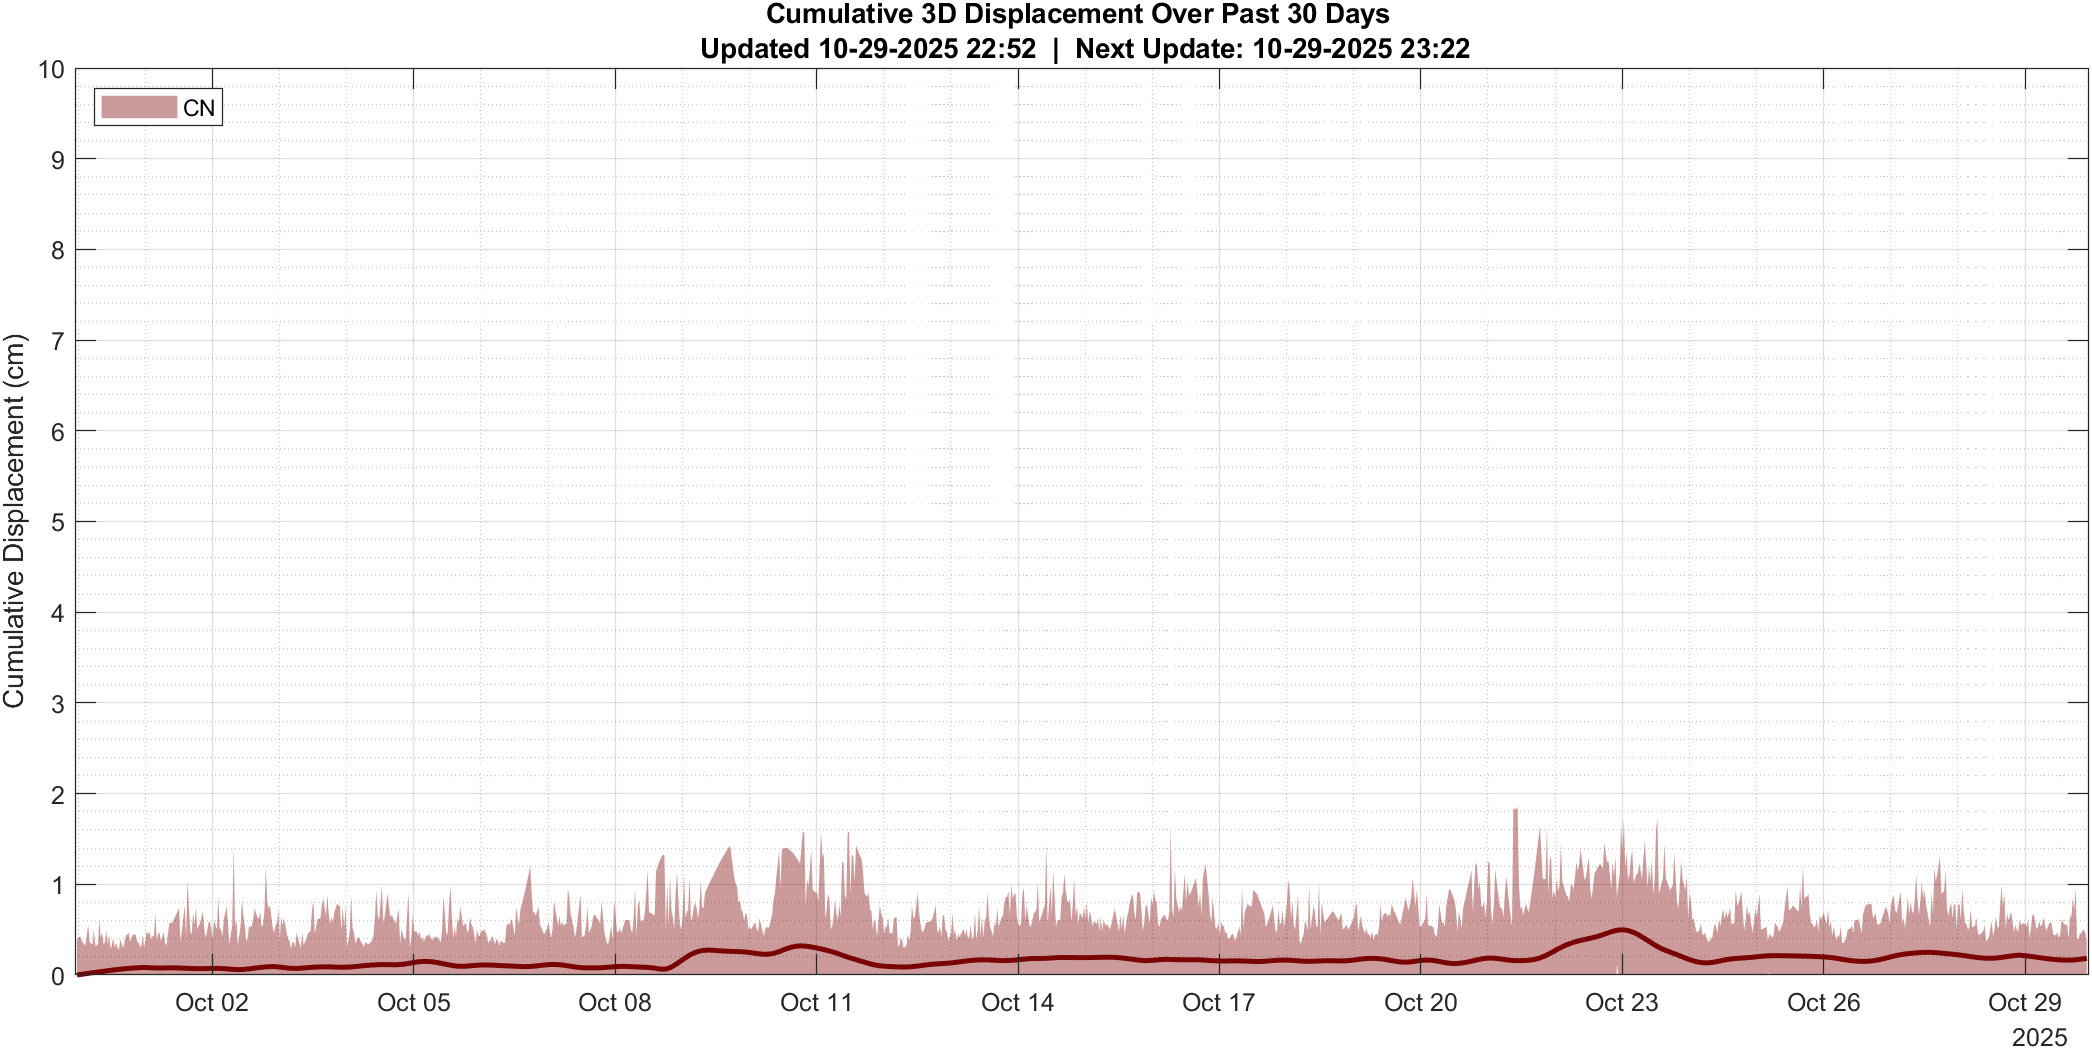 Cumulative 3D Displacement Over Past 30 Days
Updated 10-29-2025 22:52 | Next Update: 10-29-2025 23:22
CN
Cumulative Displacement (cm)
10
9
8
7
6
5
4
3
2
1
0
Oct 02 Oct 05 Oct 08 Oct 11 Oct 14 Oct 17 Oct 20 Oct 23 Oct 26 Oct 29
2025